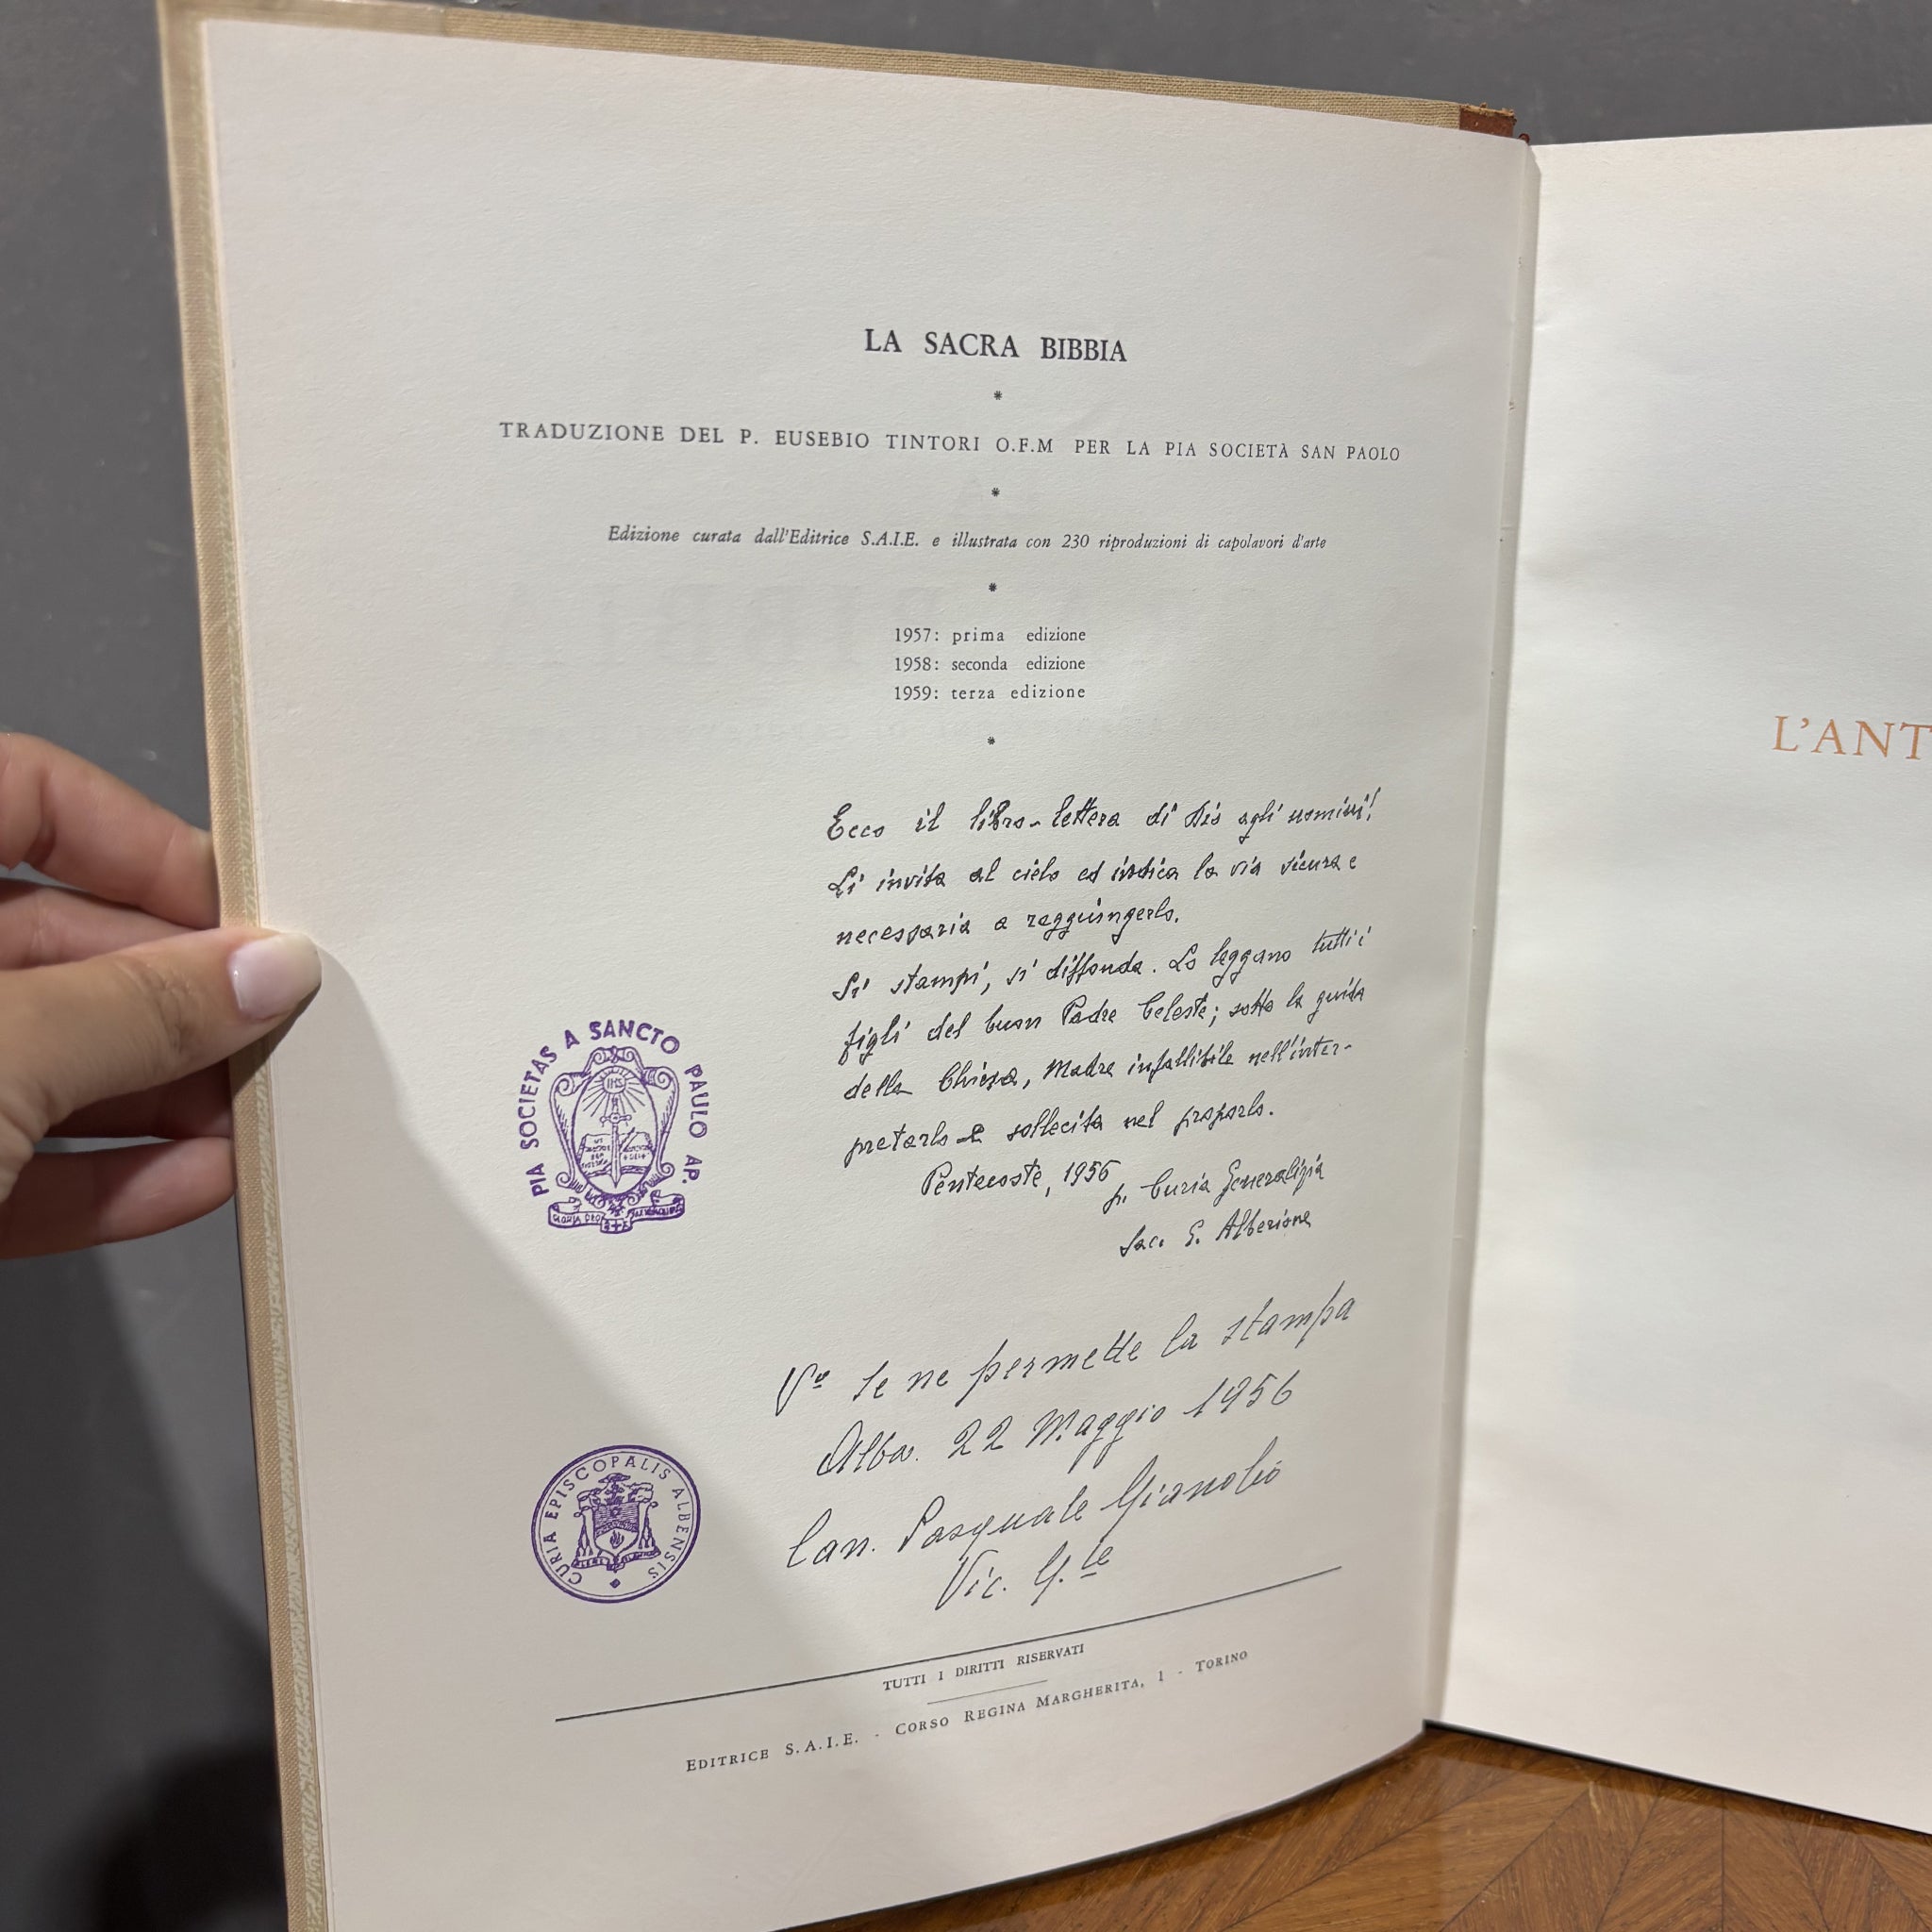 LA SACRA BIBBIA
*
TRADUZIONE DEL P. EUSEBIO TINTORI O.F.M PER LA PIA SOCIETÀ SAN PAOLO
*
Edizione curata dall'Editrice S.A.I.E. e illustrata con 230 riproduzioni di capolavori d'arte
*
1957: prima edizione
1958: seconda edizione
1959: terza edizione
*
Ecco il libro-lettera di Dio agli uomini!
Li invita al cielo ed indica la via sicura e
necessaria a raggiungerlo.
Si stampi, si diffonda. Lo leggano tutti i
figli del buon Padre Celeste; sotto la guida
della Chiesa, Madre infallibile nell'inter-
pretarlo e sollecita nel proporlo.
Pentecoste, 1956
p. Curia Generalizia
Sac. G. Alberione
PIA SOCIETAS A SANCTO PAULO AP.
IHS
Vº Se ne permette la stampa
Alba. 22 Maggio 1956
Can. Pasquale Gianolio
Vic. G.le
CURIA EPISCOPALIS ALBENSIS
TUTTI I DIRITTI RISERVATI
EDITRICE S.A.I.E. - CORSO REGINA MARGHERITA, 1 - TORINO
L'ANT